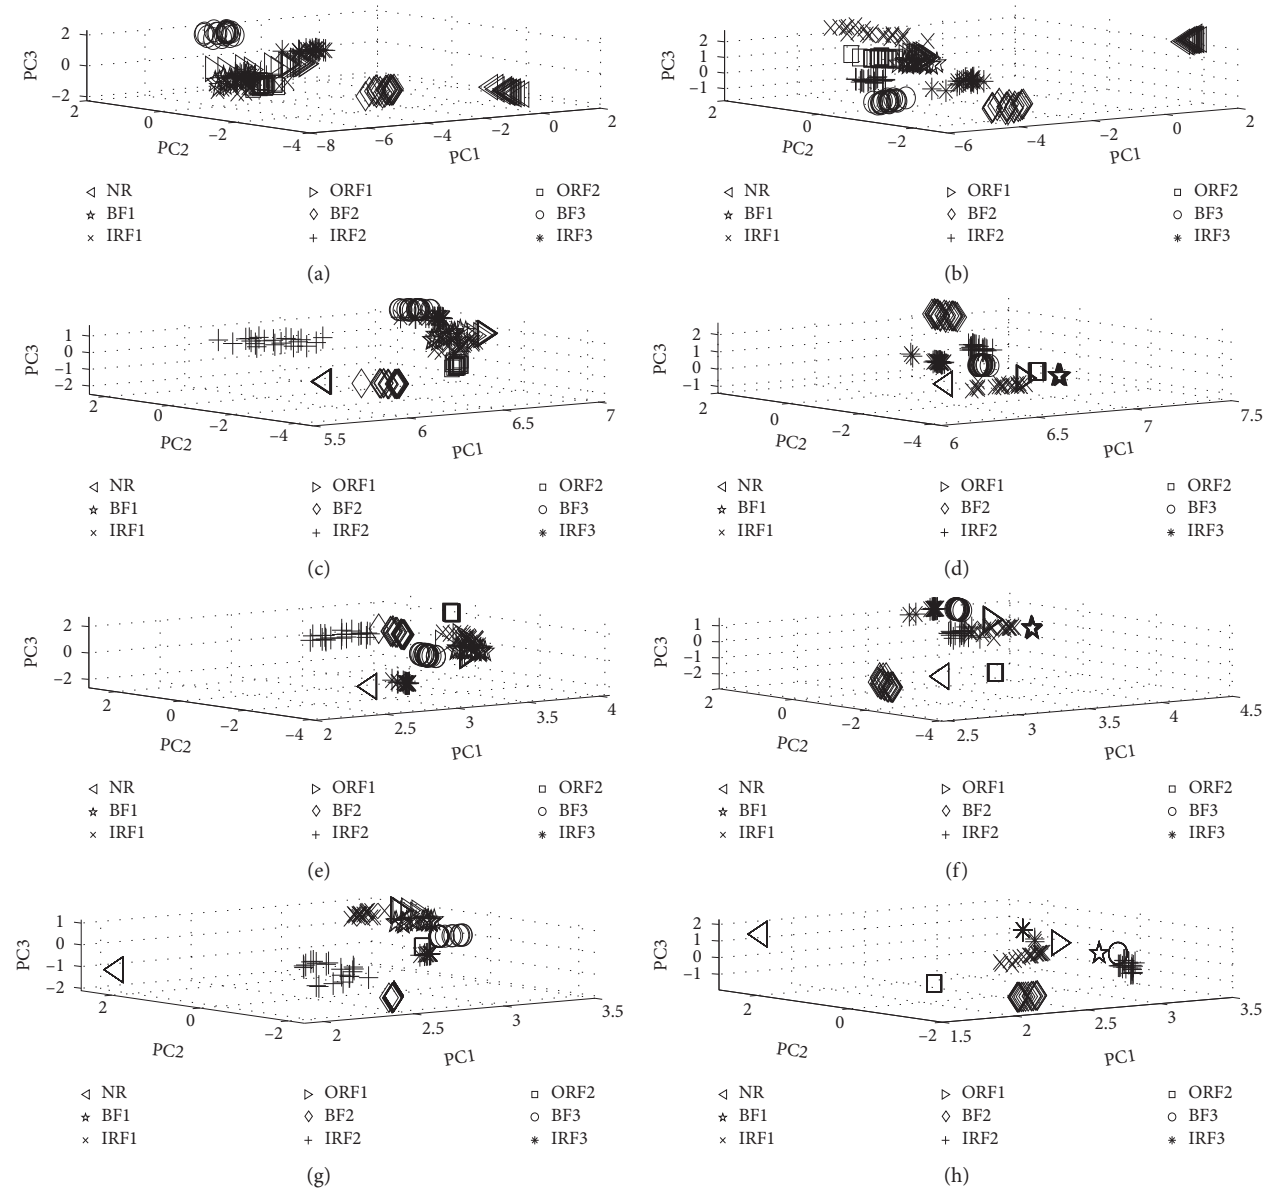 PC3
2
0
−2
2
0
−2
−4
−8
−6
−4
−2
0
2
PC2
PC1
NR
ORF1
ORF2
BF1
BF2
BF3
IRF1
IRF2
IRF3
(a)
PC3
2
1
0
−1
2
0
−2
−6
−4
−2
0
2
PC2
PC1
NR
ORF1
ORF2
BF1
BF2
BF3
IRF1
IRF2
IRF3
(b)
PC3
1
0
−1
−2
2
0
−2
−4
5.5
6
6.5
7
PC2
PC1
NR
ORF1
ORF2
BF1
BF2
BF3
IRF1
IRF2
IRF3
(c)
PC3
2
1
0
−1
2
0
−2
−4
6
6.5
7
7.5
PC2
PC1
NR
ORF1
ORF2
BF1
BF2
BF3
IRF1
IRF2
IRF3
(d)
PC3
2
0
−2
2
0
−2
−4
2
2.5
3
3.5
4
PC2
PC1
NR
ORF1
ORF2
BF1
BF2
BF3
IRF1
IRF2
IRF3
(e)
PC3
1
0
−1
−2
2
0
−2
−4
2.5
3
3.5
4
4.5
PC2
PC1
NR
ORF1
ORF2
BF1
BF2
BF3
IRF1
IRF2
IRF3
(f)
PC3
1
0
−1
−2
2
0
−2
2
2.5
3
3.5
PC2
PC1
NR
ORF1
ORF2
BF1
BF2
BF3
IRF1
IRF2
IRF3
(g)
PC3
2
1
0
−1
2
0
−2
1.5
2
2.5
3
3.5
PC2
PC1
NR
ORF1
ORF2
BF1
BF2
BF3
IRF1
IRF2
IRF3
(h)